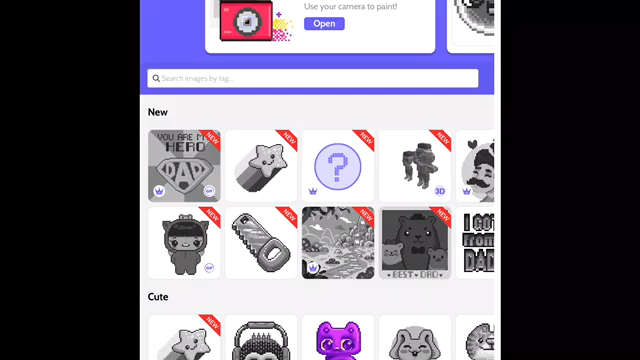 Use your camera to paint!
Open
Search images by tag...
New
YOU ARE MY
HERO
DAD
NEW
NEW
?
NEW
NEW
3D
GIF
NEW
GIF
NEW
NEW
BEST DAD
NEW
I GOT
from
DAD
Cute
NEW